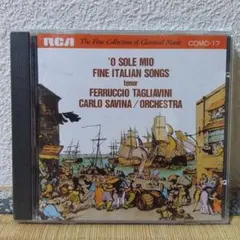 RCA
The Fine Collection of Classical Music
CDMC-17
'O SOLE MIO
FINE ITALIAN SONGS
tenor
FERRUCCIO TAGLIAVINI
CARLO SAVINA/ORCHESTRA